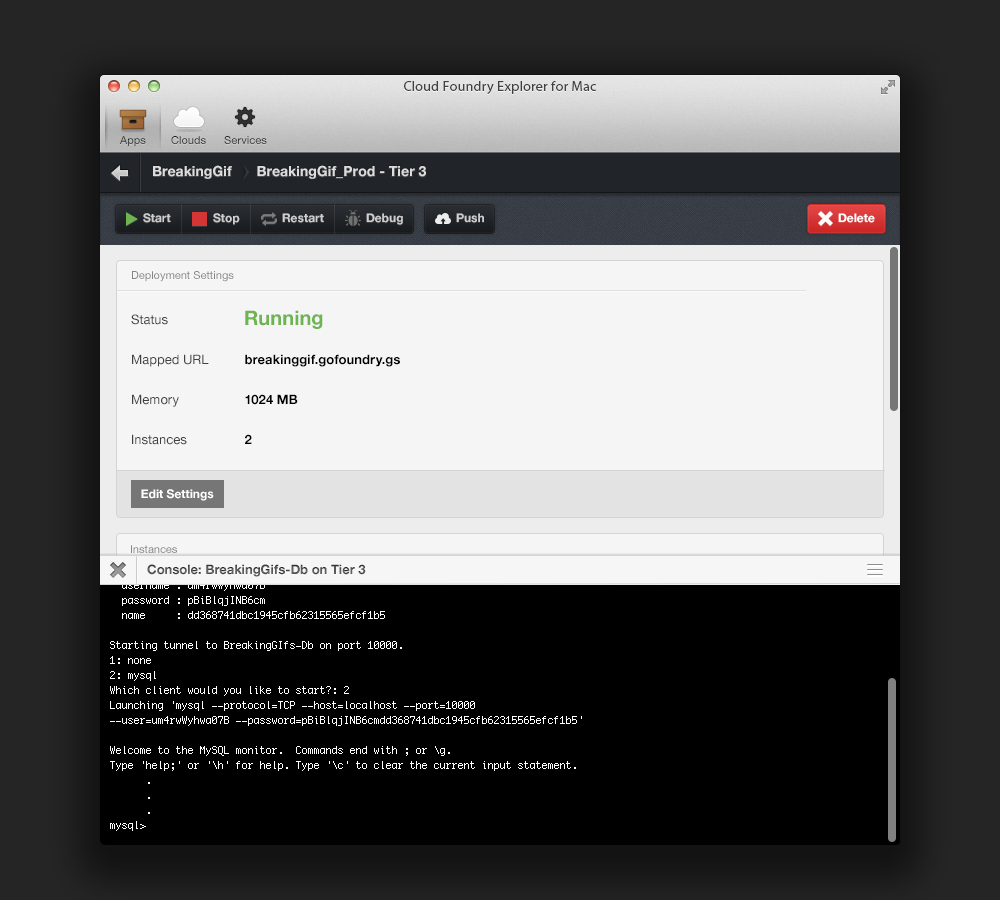 Cloud Foundry Explorer for Mac
Apps Clouds Services
BreakingGif BreakingGif_Prod - Tier 3
Start Stop Restart Debug Push Delete
Deployment Settings
Status Running
Mapped URL breakinggif.gofoundry.gs
Memory 1024 MB
Instances 2
Edit Settings
Instances
Console: BreakingGifs-Db on Tier 3
username : um4rwWyhwa07B
password : pBiBlqjINB6cm
name : dd368741dbc1945cfb62315565efcf1b5
Starting tunnel to BreakingGIfs-Db on port 10000.
1: none
2: mysql
Which client would you like to start?: 2
Launching 'mysql --protocol=TCP --host=localhost --port=10000
--user=um4rwWyhwa07B --password=pBiBlqjINB6cmdd368741dbc1945cfb62315565efcf1b5'
Welcome to the MySQL monitor. Commands end with ; or \g.
Type 'help;' or '\h' for help. Type '\c' to clear the current input statement.
.
.
.
mysql>